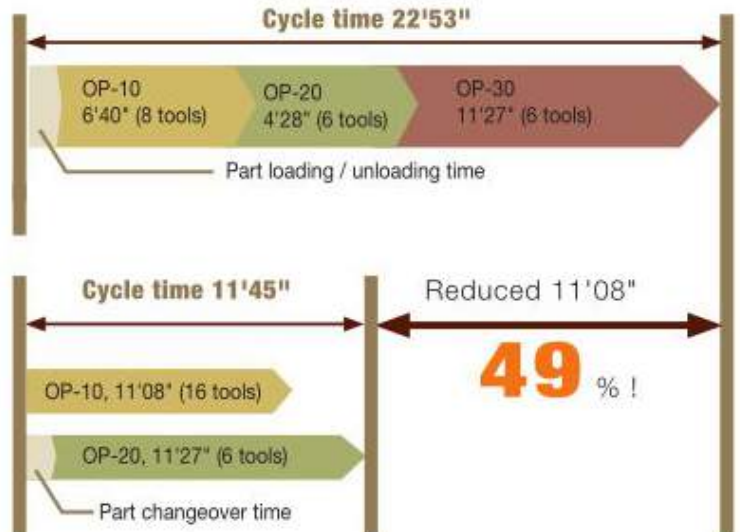 Cycle time 22'53"
OP-10
6'40" (8 tools)
OP-20
4'28" (6 tools)
OP-30
11'27" (6 tools)
Part loading / unloading time
Cycle time 11'45"
Reduced 11'08"
49 % !
OP-10, 11'08" (16 tools)
OP-20, 11'27" (6 tools)
Part changeover time